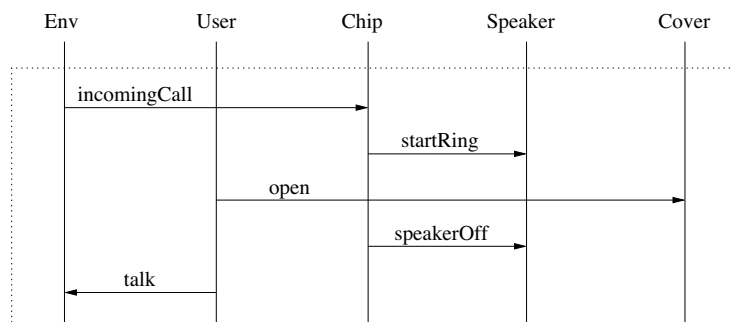 Env User Chip Speaker Cover
incomingCall
startRing
open
speakerOff
talk